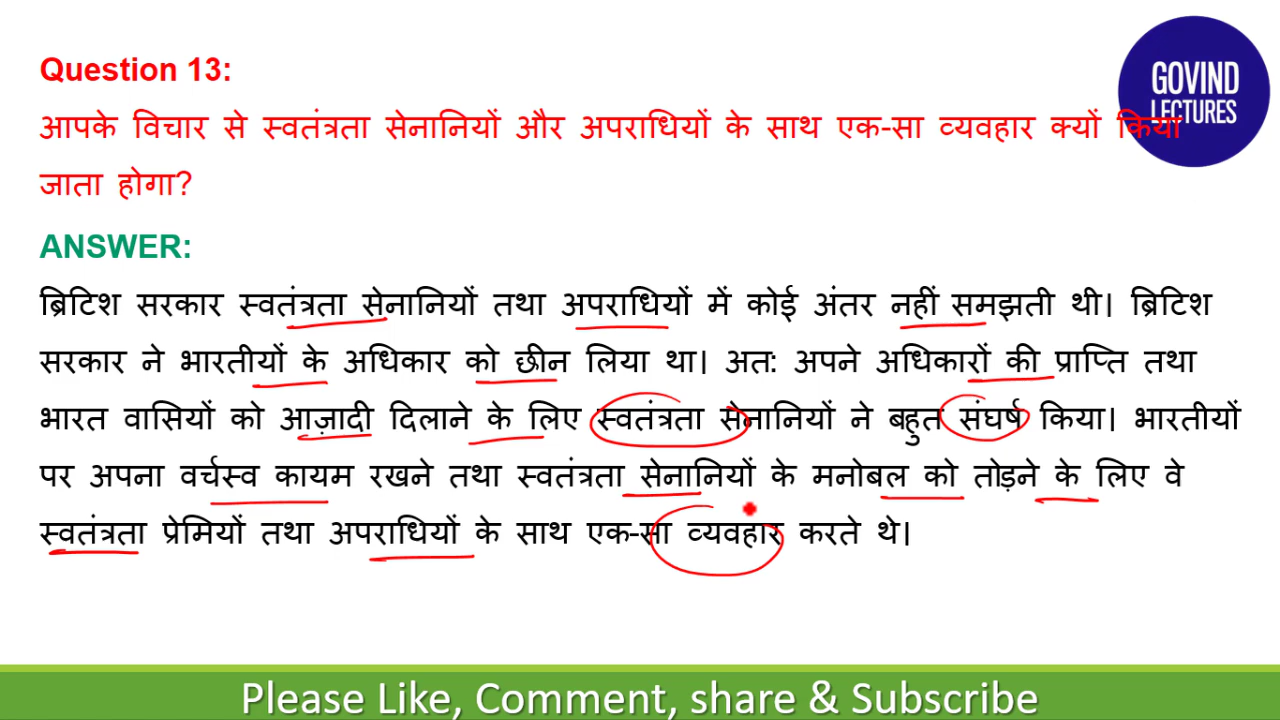 Question 13:
GOVIND
LECTURES
आपके विचार से स्वतंत्रता सेनानियों और अपराधियों के साथ एक-सा व्यवहार क्यों किया
जाता होगा?
ANSWER:
ब्रिटिश सरकार स्वतंत्रता सेनानियों तथा अपराधियों में कोई अंतर नहीं समझती थी। ब्रिटिश
सरकार ने भारतीयों के अधिकार को छीन लिया था। अत: अपने अधिकारों की प्राप्ति तथा
भारत वासियों को आज़ादी दिलाने के लिए स्वतंत्रता सेनानियों ने बहुत संघर्ष किया। भारतीयों
पर अपना वर्चस्व कायम रखने तथा स्वतंत्रता सेनानियों के मनोबल को तोड़ने के लिए वे
स्वतंत्रता प्रेमियों तथा अपराधियों के साथ एक-सा व्यवहार करते थे।
Please Like, Comment, share & Subscribe